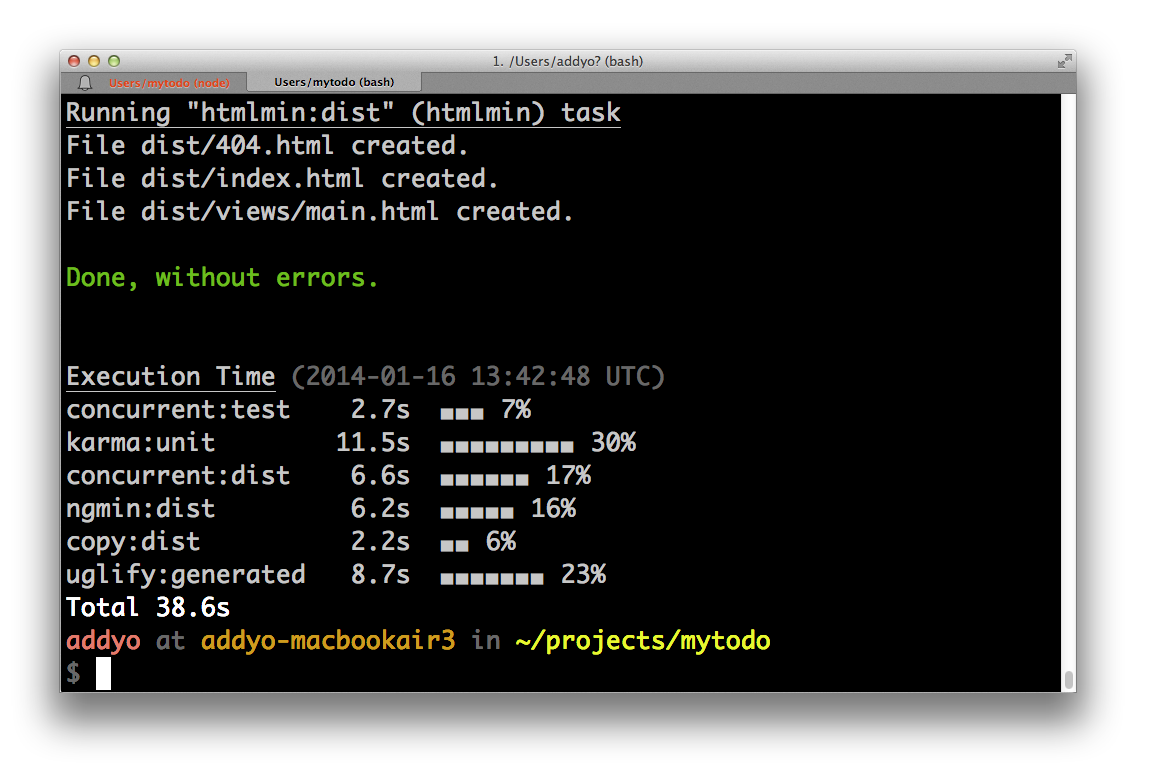 1. /Users/addyo? (bash)
Users/mytodo (node) Users/mytodo (bash)
Running "htmlmin:dist" (htmlmin) task
File dist/404.html created.
File dist/index.html created.
File dist/views/main.html created.
Done, without errors.
Execution Time (2014-01-16 13:42:48 UTC)
concurrent:test 2.7s ▄▄▄ 7%
karma:unit 11.5s ▄▄▄▄▄▄▄▄▄ 30%
concurrent:dist 6.6s ▄▄▄▄▄▄ 17%
ngmin:dist 6.2s ▄▄▄▄▄ 16%
copy:dist 2.2s ▄▄ 6%
uglify:generated 8.7s ▄▄▄▄▄▄▄ 23%
Total 38.6s
addyo at addyo-macbookair3 in ~/projects/mytodo
$